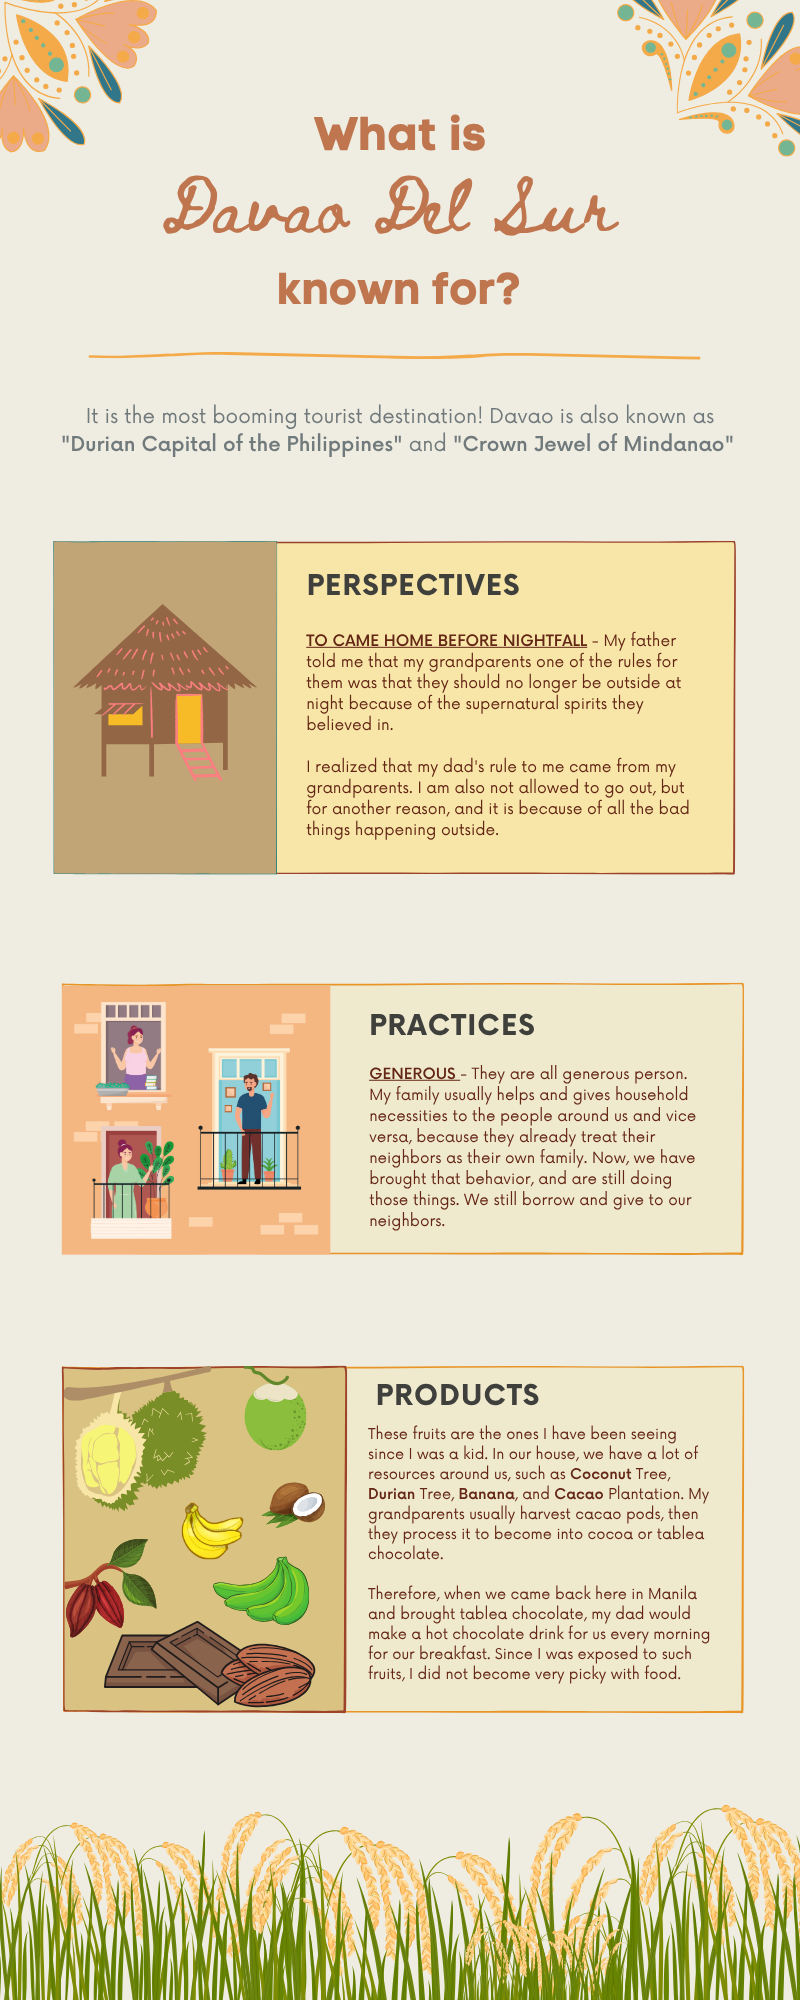 What is
Davao Del Sur
known for?
It is the most booming tourist destination! Davao is also known as
"Durian Capital of the Philippines" and "Crown Jewel of Mindanao"
PERSPECTIVES
TO CAME HOME BEFORE NIGHTFALL - My father
told me that my grandparents one of the rules for
them was that they should no longer be outside at
night because of the supernatural spirits they
believed in.
I realized that my dad's rule to me came from my
grandparents. I am also not allowed to go out, but
for another reason, and it is because of all the bad
things happening outside.
PRACTICES
GENEROUS - They are all generous person.
My family usually helps and gives household
necessities to the people around us and vice
versa, because they already treat their
neighbors as their own family. Now, we have
brought that behavior, and are still doing
those things. We still borrow and give to our
neighbors.
PRODUCTS
These fruits are the ones I have been seeing
since I was a kid. In our house, we have a lot of
resources around us, such as Coconut Tree,
Durian Tree, Banana, and Cacao Plantation. My
grandparents usually harvest cacao pods, then
they process it to become into cocoa or tablea
chocolate.
Therefore, when we came back here in Manila
and brought tablea chocolate, my dad would
make a hot chocolate drink for us every morning
for our breakfast. Since I was exposed to such
fruits, I did not become very picky with food.